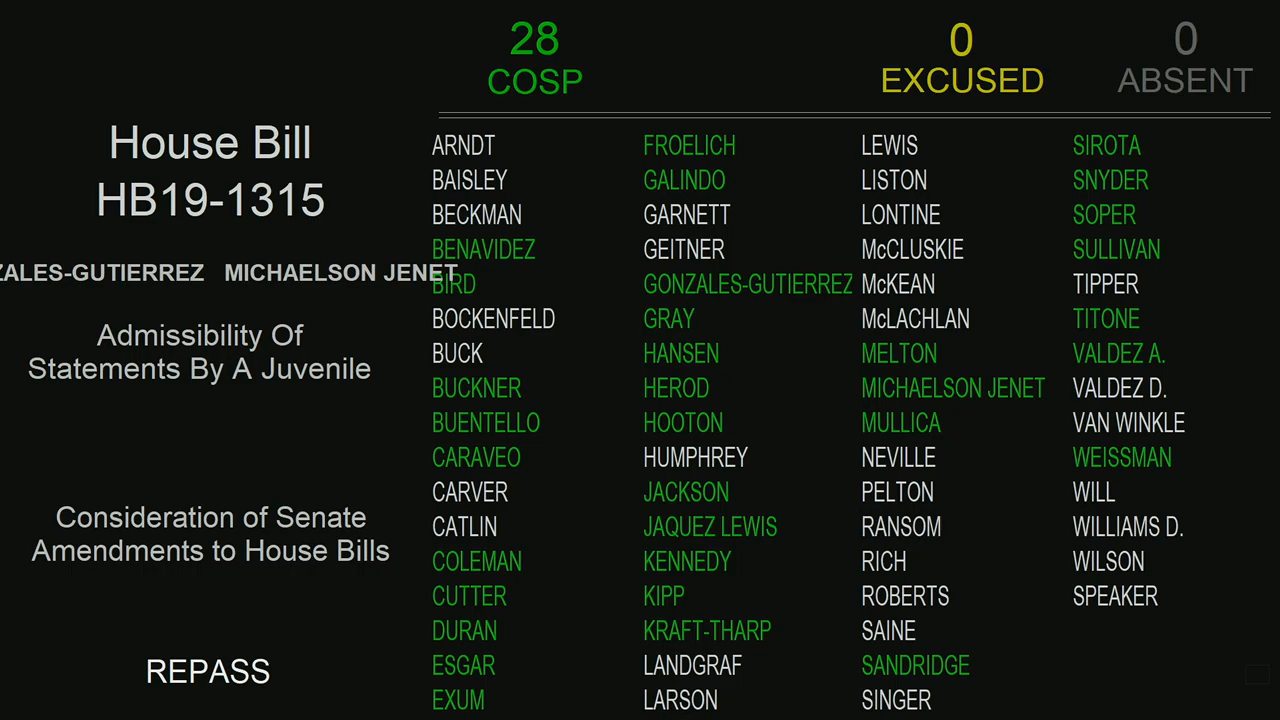 28
COSP
0
EXCUSED
0
ABSENT
House Bill
HB19-1315
ZALES-GUTIERREZ MICHAELSON JENET
Admissibility Of
Statements By A Juvenile
Consideration of Senate
Amendments to House Bills
REPASS
ARNDT
BAISLEY
BECKMAN
BENAVIDEZ
BIRD
BOCKENFELD
BUCK
BUCKNER
BUENTELLO
CARAVEO
CARVER
CATLIN
COLEMAN
CUTTER
DURAN
ESGAR
EXUM
FROELICH
GALINDO
GARNETT
GEITNER
GONZALES-GUTIERREZ
GRAY
HANSEN
HEROD
HOOTON
HUMPHREY
JACKSON
JAQUEZ LEWIS
KENNEDY
KIPP
KRAFT-THARP
LANDGRAF
LARSON
LEWIS
LISTON
LONTINE
McCLUSKIE
McKEAN
McLACHLAN
MELTON
MICHAELSON JENET
MULLICA
NEVILLE
PELTON
RANSOM
RICH
ROBERTS
SAINE
SANDRIDGE
SINGER
SIROTA
SNYDER
SOPER
SULLIVAN
TIPPER
TITONE
VALDEZ A.
VALDEZ D.
VAN WINKLE
WEISSMAN
WILL
WILLIAMS D.
WILSON
SPEAKER